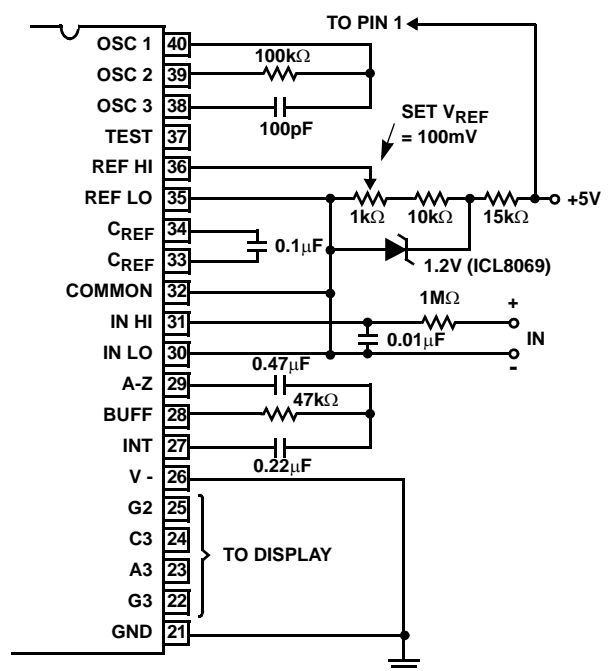 TO PIN 1
OSC 1 40
100kΩ
OSC 2 39
OSC 3 38
100pF
TEST 37
SET VREF
= 100mV
REF HI 36
REF LO 35
1kΩ 10kΩ 15kΩ
+5V
CREF 34
0.1μF
CREF 33
1.2V (ICL8069)
COMMON 32
1MΩ
+
IN HI 31
0.01μF
IN
IN LO 30
-
0.47μF
A-Z 29
47kΩ
BUFF 28
INT 27
0.22μF
V - 26
G2 25
C3 24
TO DISPLAY
A3 23
G3 22
GND 21